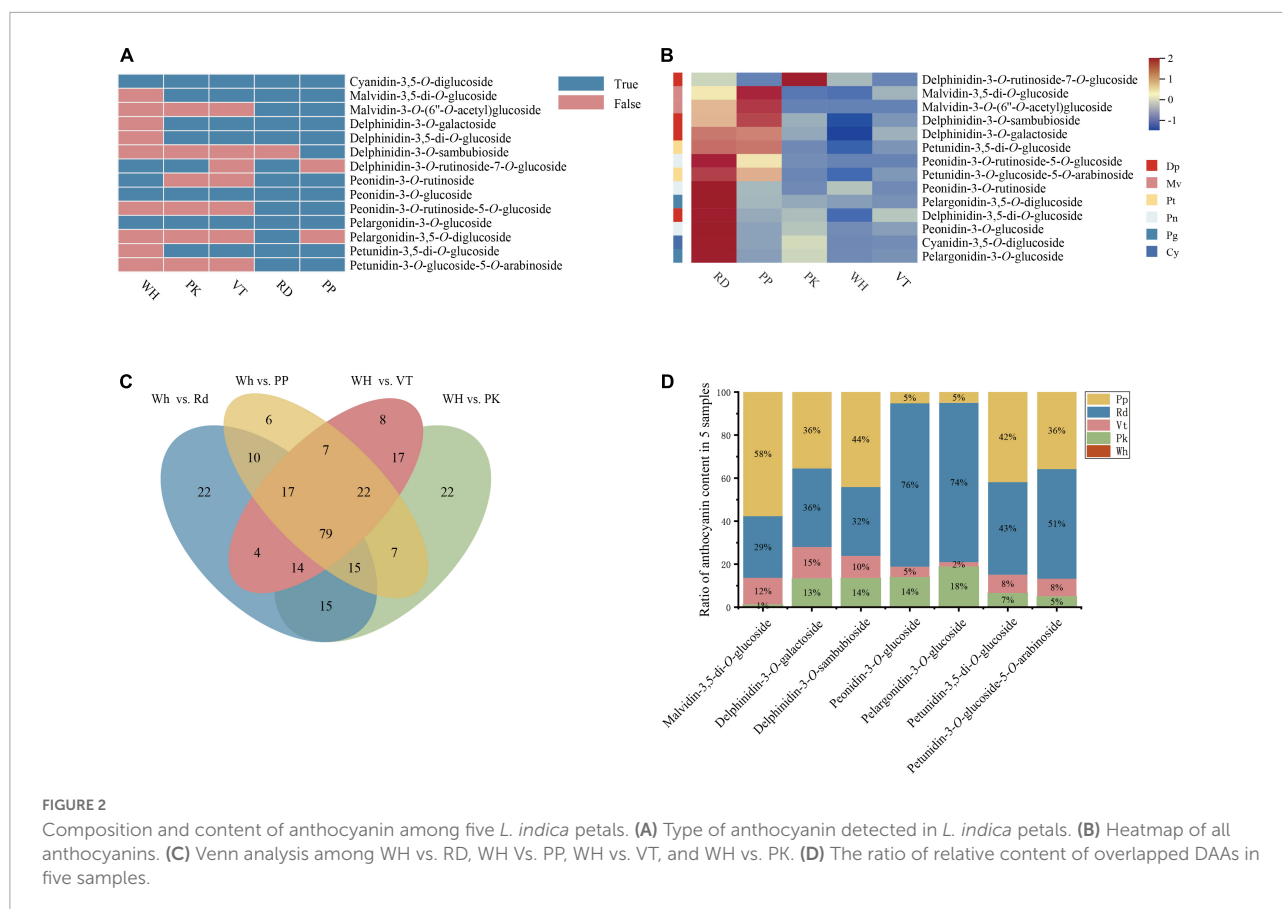 A
Cyanidin-3,5-O-diglucoside
Malvidin-3,5-di-O-glucoside
Malvidin-3-O-(6"-O-acetyl)glucoside
Delphinidin-3-O-galactoside
Delphinidin-3,5-di-O-glucoside
Delphinidin-3-O-sambubioside
Delphinidin-3-O-rutinoside-7-O-glucoside
Peonidin-3-O-rutinoside
Peonidin-3-O-glucoside
Peonidin-3-O-rutinoside-5-O-glucoside
Pelargonidin-3-O-glucoside
Pelargonidin-3,5-O-diglucoside
Petunidin-3,5-di-O-glucoside
Petunidin-3-O-glucoside-5-O-arabinoside
WH PK VT RD PP
True
False
B
Delphinidin-3-O-rutinoside-7-O-glucoside
Malvidin-3,5-di-O-glucoside
Malvidin-3-O-(6"-O-acetyl)glucoside
Delphinidin-3-O-sambubioside
Delphinidin-3-O-galactoside
Petunidin-3,5-di-O-glucoside
Peonidin-3-O-rutinoside-5-O-glucoside
Petunidin-3-O-glucoside-5-O-arabinoside
Peonidin-3-O-rutinoside
Pelargonidin-3,5-O-diglucoside
Delphinidin-3,5-di-O-glucoside
Peonidin-3-O-glucoside
Cyanidin-3,5-O-diglucoside
Pelargonidin-3-O-glucoside
RD PP PK WH VT
2
1
0
-1
Dp
Mv
Pt
Pn
Pg
Cy
C
Wh vs. Rd
Wh vs. PP
WH vs. VT
WH vs. PK
6
8
10
7
17
22
17
22
22
79
4
7
14
15
15
D
Ratio of anthocyanin content in 5 samples
100
80
60
40
20
0
58%
29%
12%
1%
36%
36%
15%
13%
44%
32%
10%
14%
5%
76%
5%
14%
5%
74%
2%
18%
42%
43%
8%
7%
36%
51%
8%
5%
Pp
Rd
Vt
Pk
Wh
Malvidin-3,5-di-O-glucoside
Delphinidin-3-O-galactoside
Delphinidin-3-O-sambubioside
Peonidin-3-O-glucoside
Pelargonidin-3-O-glucoside
Petunidin-3,5-di-O-glucoside
Petunidin-3-O-glucoside-5-O-arabinoside
FIGURE 2
Composition and content of anthocyanin among five L. indica petals. (A) Type of anthocyanin detected in L. indica petals. (B) Heatmap of all
anthocyanins. (C) Venn analysis among WH vs. RD, WH Vs. PP, WH vs. VT, and WH vs. PK. (D) The ratio of relative content of overlapped DAAs in
five samples.